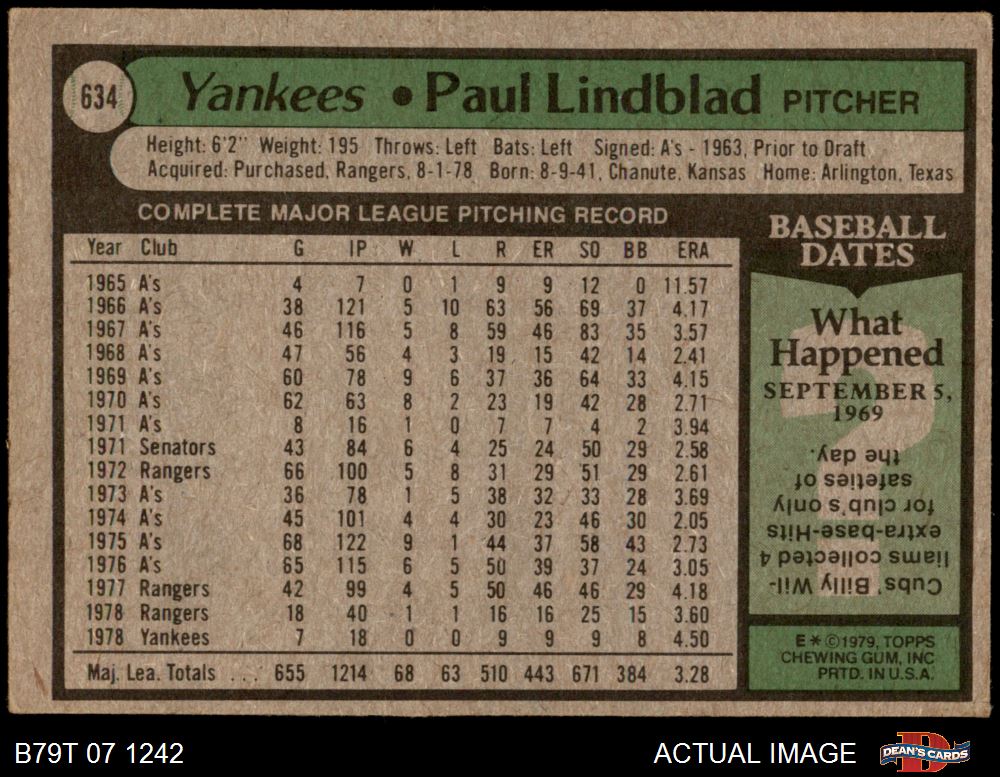 634 Yankees • Paul Lindblad PITCHER
Height: 6'2" Weight: 195 Throws: Left Bats: Left Signed: A's - 1963, Prior to Draft
Acquired: Purchased, Rangers, 8-1-78 Born: 8-9-41, Chanute, Kansas Home: Arlington, Texas
COMPLETE MAJOR LEAGUE PITCHING RECORD
Year Club G IP W L R ER SO BB ERA
1965 A's 4 7 0 1 9 9 12 0 11.57
1966 A's 38 121 5 10 63 56 69 37 4.17
1967 A's 46 116 5 8 59 46 83 35 3.57
1968 A's 47 56 4 3 19 15 42 14 2.41
1969 A's 60 78 9 6 37 36 64 33 4.15
1970 A's 62 63 8 2 23 19 42 28 2.71
1971 A's 8 16 1 0 7 7 4 2 3.94
1971 Senators 43 84 6 4 25 24 50 29 2.58
1972 Rangers 66 100 5 8 31 29 51 29 2.61
1973 A's 36 78 1 5 38 32 33 28 3.69
1974 A's 45 101 4 4 30 23 46 30 2.05
1975 A's 68 122 9 1 44 37 58 43 2.73
1976 A's 65 115 6 5 50 39 37 24 3.05
1977 Rangers 42 99 4 5 50 46 46 29 4.18
1978 Rangers 18 40 1 1 16 16 25 15 3.60
1978 Yankees 7 18 0 0 9 9 9 8 4.50
Maj. Lea. Totals . . . 655 1214 68 63 510 443 671 384 3.28
BASEBALL
DATES
What
Happened
SEPTEMBER 5,
1969
Cubs' Billy Wil-
liams collected 4
extra-base-Hits
for club's only
safeties of
the day.
E * © 1979, TOPPS
CHEWING GUM, INC
PRTD. IN U.S.A.
B79T 07 1242
ACTUAL IMAGE
DEAN'S CARDS